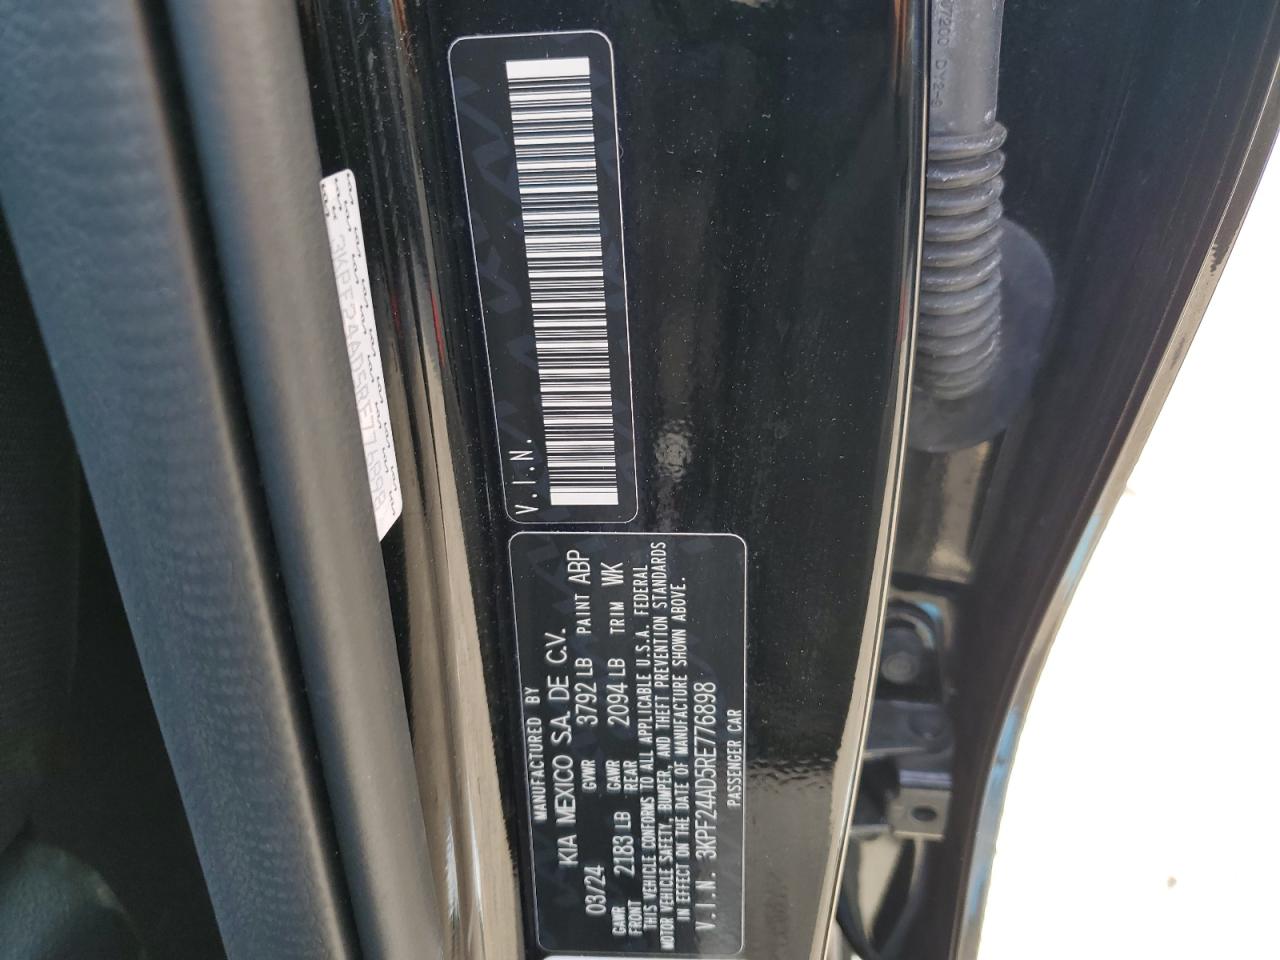 MANUFACTURED BY
KIA MEXICO S.A. DE C.V.
03/24 GVWR 3792 LB PAINT ABP
GAWR FRONT 2183 LB GAWR REAR 2094 LB TRIM WK
THIS VEHICLE CONFORMS TO ALL APPLICABLE U.S.A. FEDERAL
MOTOR VEHICLE SAFETY, BUMPER, AND THEFT PREVENTION STANDARDS
IN EFFECT ON THE DATE OF MANUFACTURE SHOWN ABOVE.
V.I.N. 3KPF24AD5RE776898
PASSENGER CAR
V.I.N.
3KPF24AD5RE776898